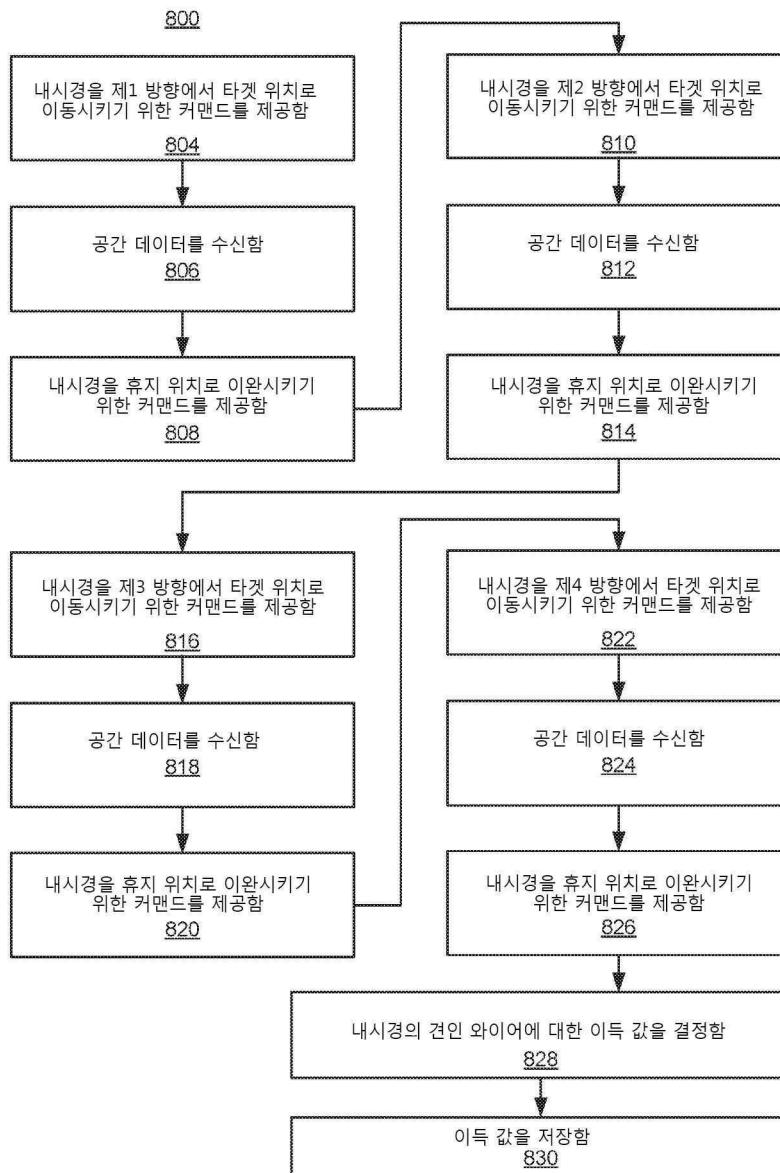 800
내시경을 제1 방향에서 타겟 위치로
이동시키기 위한 커맨드를 제공함
804
공간 데이터를 수신함
806
내시경을 휴지 위치로 이완시키기
위한 커맨드를 제공함
808
내시경을 제2 방향에서 타겟 위치로
이동시키기 위한 커맨드를 제공함
810
공간 데이터를 수신함
812
내시경을 휴지 위치로 이완시키기
위한 커맨드를 제공함
814
내시경을 제3 방향에서 타겟 위치로
이동시키기 위한 커맨드를 제공함
816
공간 데이터를 수신함
818
내시경을 휴지 위치로 이완시키기
위한 커맨드를 제공함
820
내시경을 제4 방향에서 타겟 위치로
이동시키기 위한 커맨드를 제공함
822
공간 데이터를 수신함
824
내시경을 휴지 위치로 이완시키기
위한 커맨드를 제공함
826
내시경의 견인 와이어에 대한 이득 값을 결정함
828
이득 값을 저장함
830